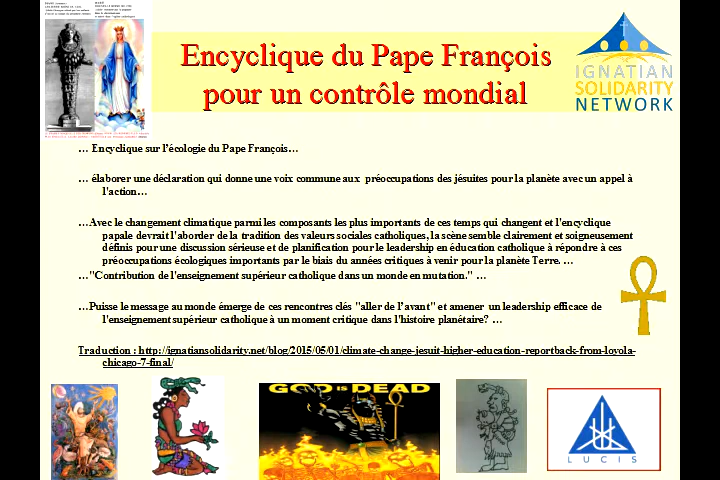 Encyclique du Pape François
pour un contrôle mondial
IGNATIAN
SOLIDARITY
NETWORK
… Encyclique sur l'écologie du Pape François…
… élaborer une déclaration qui donne une voix commune aux préoccupations des jésuites pour la planète avec un appel à
l'action…
…Avec le changement climatique parmi les composants les plus importants de ces temps qui changent et l'encyclique
papale devrait l'aborder de la tradition des valeurs sociales catholiques, la scène semble clairement et soigneusement
définis pour une discussion sérieuse et de planification pour le leadership en éducation catholique à répondre à ces
préoccupations écologiques importants par le biais du années critiques à venir pour la planète Terre. …
…"Contribution de l'enseignement supérieur catholique dans un monde en mutation." …
…Puisse le message au monde émerge de ces rencontres clés "aller de l'avant" et amener un leadership efficace de
l'enseignement supérieur catholique à un moment critique dans l'histoire planétaire? …
Traduction : http://ignatiansolidarity.net/blog/2015/05/01/climate-change-jesuit-higher-education-reportback-from-loyola-
chicago-7-final/
GOD IS DEAD
LUCIS